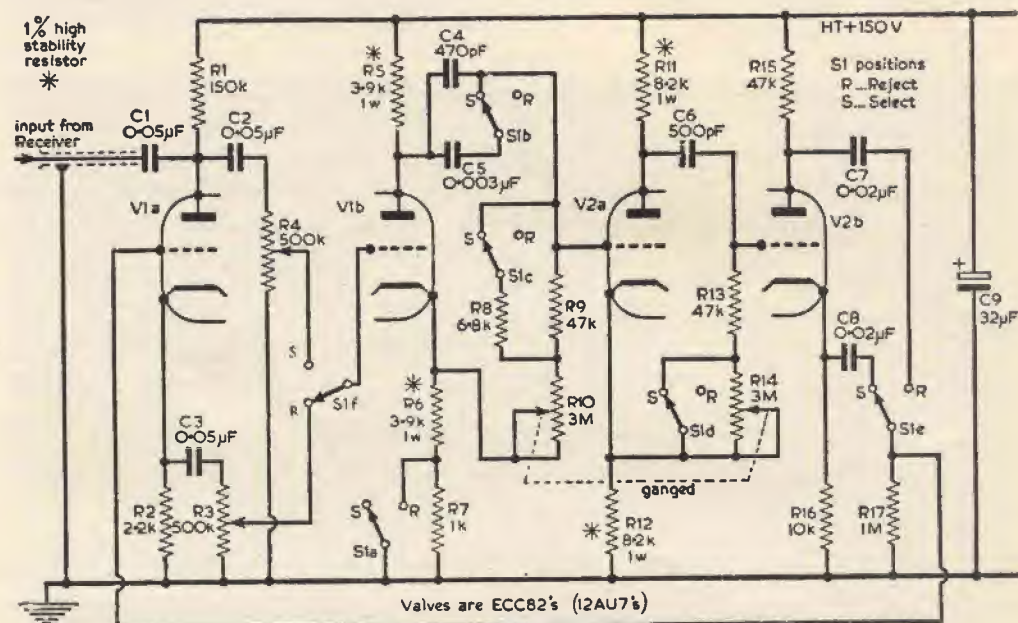 1% high
stability
resistor
*
HT+150V
S1 positions
R...Reject
S...Select
input from
Receiver
C1
0·05µF
R1
150k
C2
0·05µF
V1a
R4
500k
R5
3·9k
1w
*
C4
470pF
S
R
S1b
C5
0·003µF
V1b
S
R
S1c
R8
6·8k
R9
47k
R10
3M
*
R11
8·2k
1w
C6
500pF
V2a
R13
47k
R15
47k
C7
0·02µF
V2b
C8
0·02µF
+
C9
32µF
S
R
S1f
C3
0·05µF
R2
2·2k
R3
500k
*
R6
3·9k
1w
S
R
S1a
R7
1k
S
R
S1d
R14
3M
ganged
*
R12
8·2k
1w
S
R
S1e
R16
10k
R17
1M
Valves are ECC82's (12AU7's)